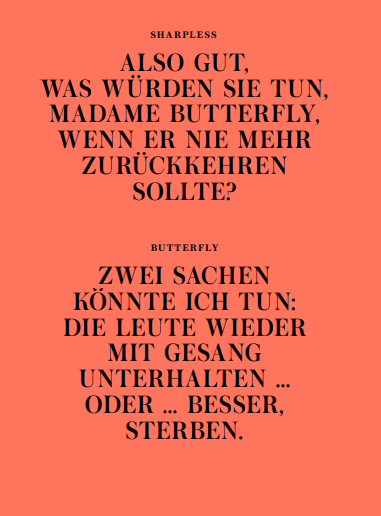 SHARPLESS
ALSO GUT,
WAS WÜRDEN SIE TUN,
MADAME BUTTERFLY,
WENN ER NIE MEHR
ZURÜCKKEHREN
SOLLTE?
BUTTERFLY
ZWEI SACHEN
KÖNNTE ICH TUN:
DIE LEUTE WIEDER
MIT GESANG
UNTERHALTEN ...
ODER ... BESSER,
STERBEN.